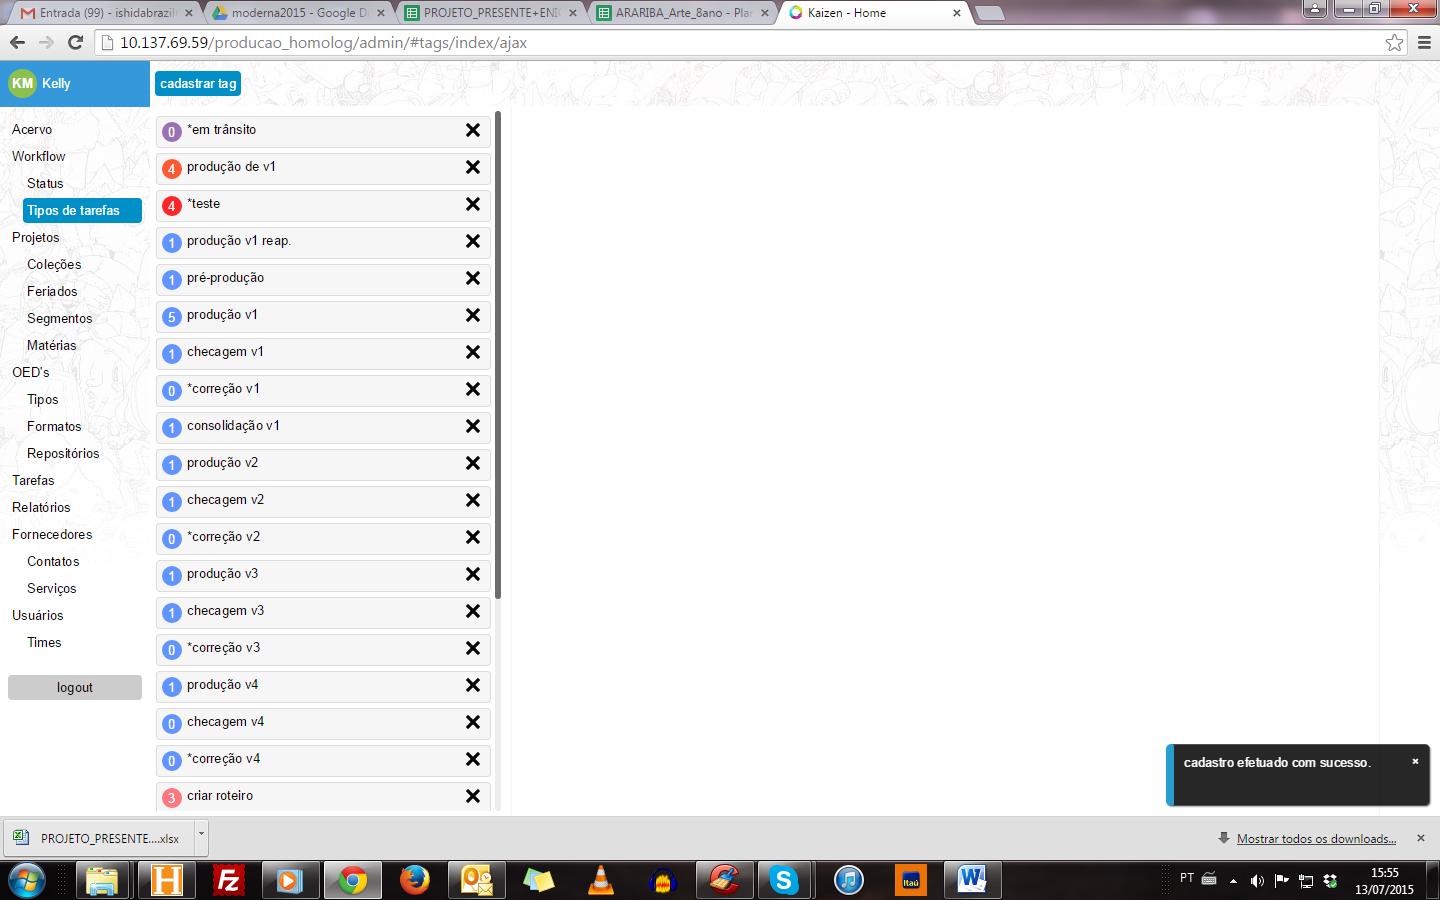 Entrada (99) - ishidabrazil
moderna2015 - Google D
PROJETO_PRESENTE+ENI
ARARIBA_Arte_8ano - Plan
Kaizen - Home
10.137.69.59/producao_homolog/admin/#tags/index/ajax
KM Kelly
cadastrar tag
Acervo
Workflow
Status
Tipos de tarefas
Projetos
Coleções
Feriados
Segmentos
Matérias
OED's
Tipos
Formatos
Repositórios
Tarefas
Relatórios
Fornecedores
Contatos
Serviços
Usuários
Times
logout
0 *em trânsito
4 produção de v1
4 *teste
1 produção v1 reap.
1 pré-produção
5 produção v1
1 checagem v1
0 *correção v1
1 consolidação v1
1 produção v2
1 checagem v2
0 *correção v2
1 produção v3
1 checagem v3
0 *correção v3
1 produção v4
0 checagem v4
0 *correção v4
3 criar roteiro
cadastro efetuado com sucesso.
PROJETO_PRESENTE....xlsx
Mostrar todos os downloads...
H
Fz
S
Itaú
W
PT
15:55
13/07/2015